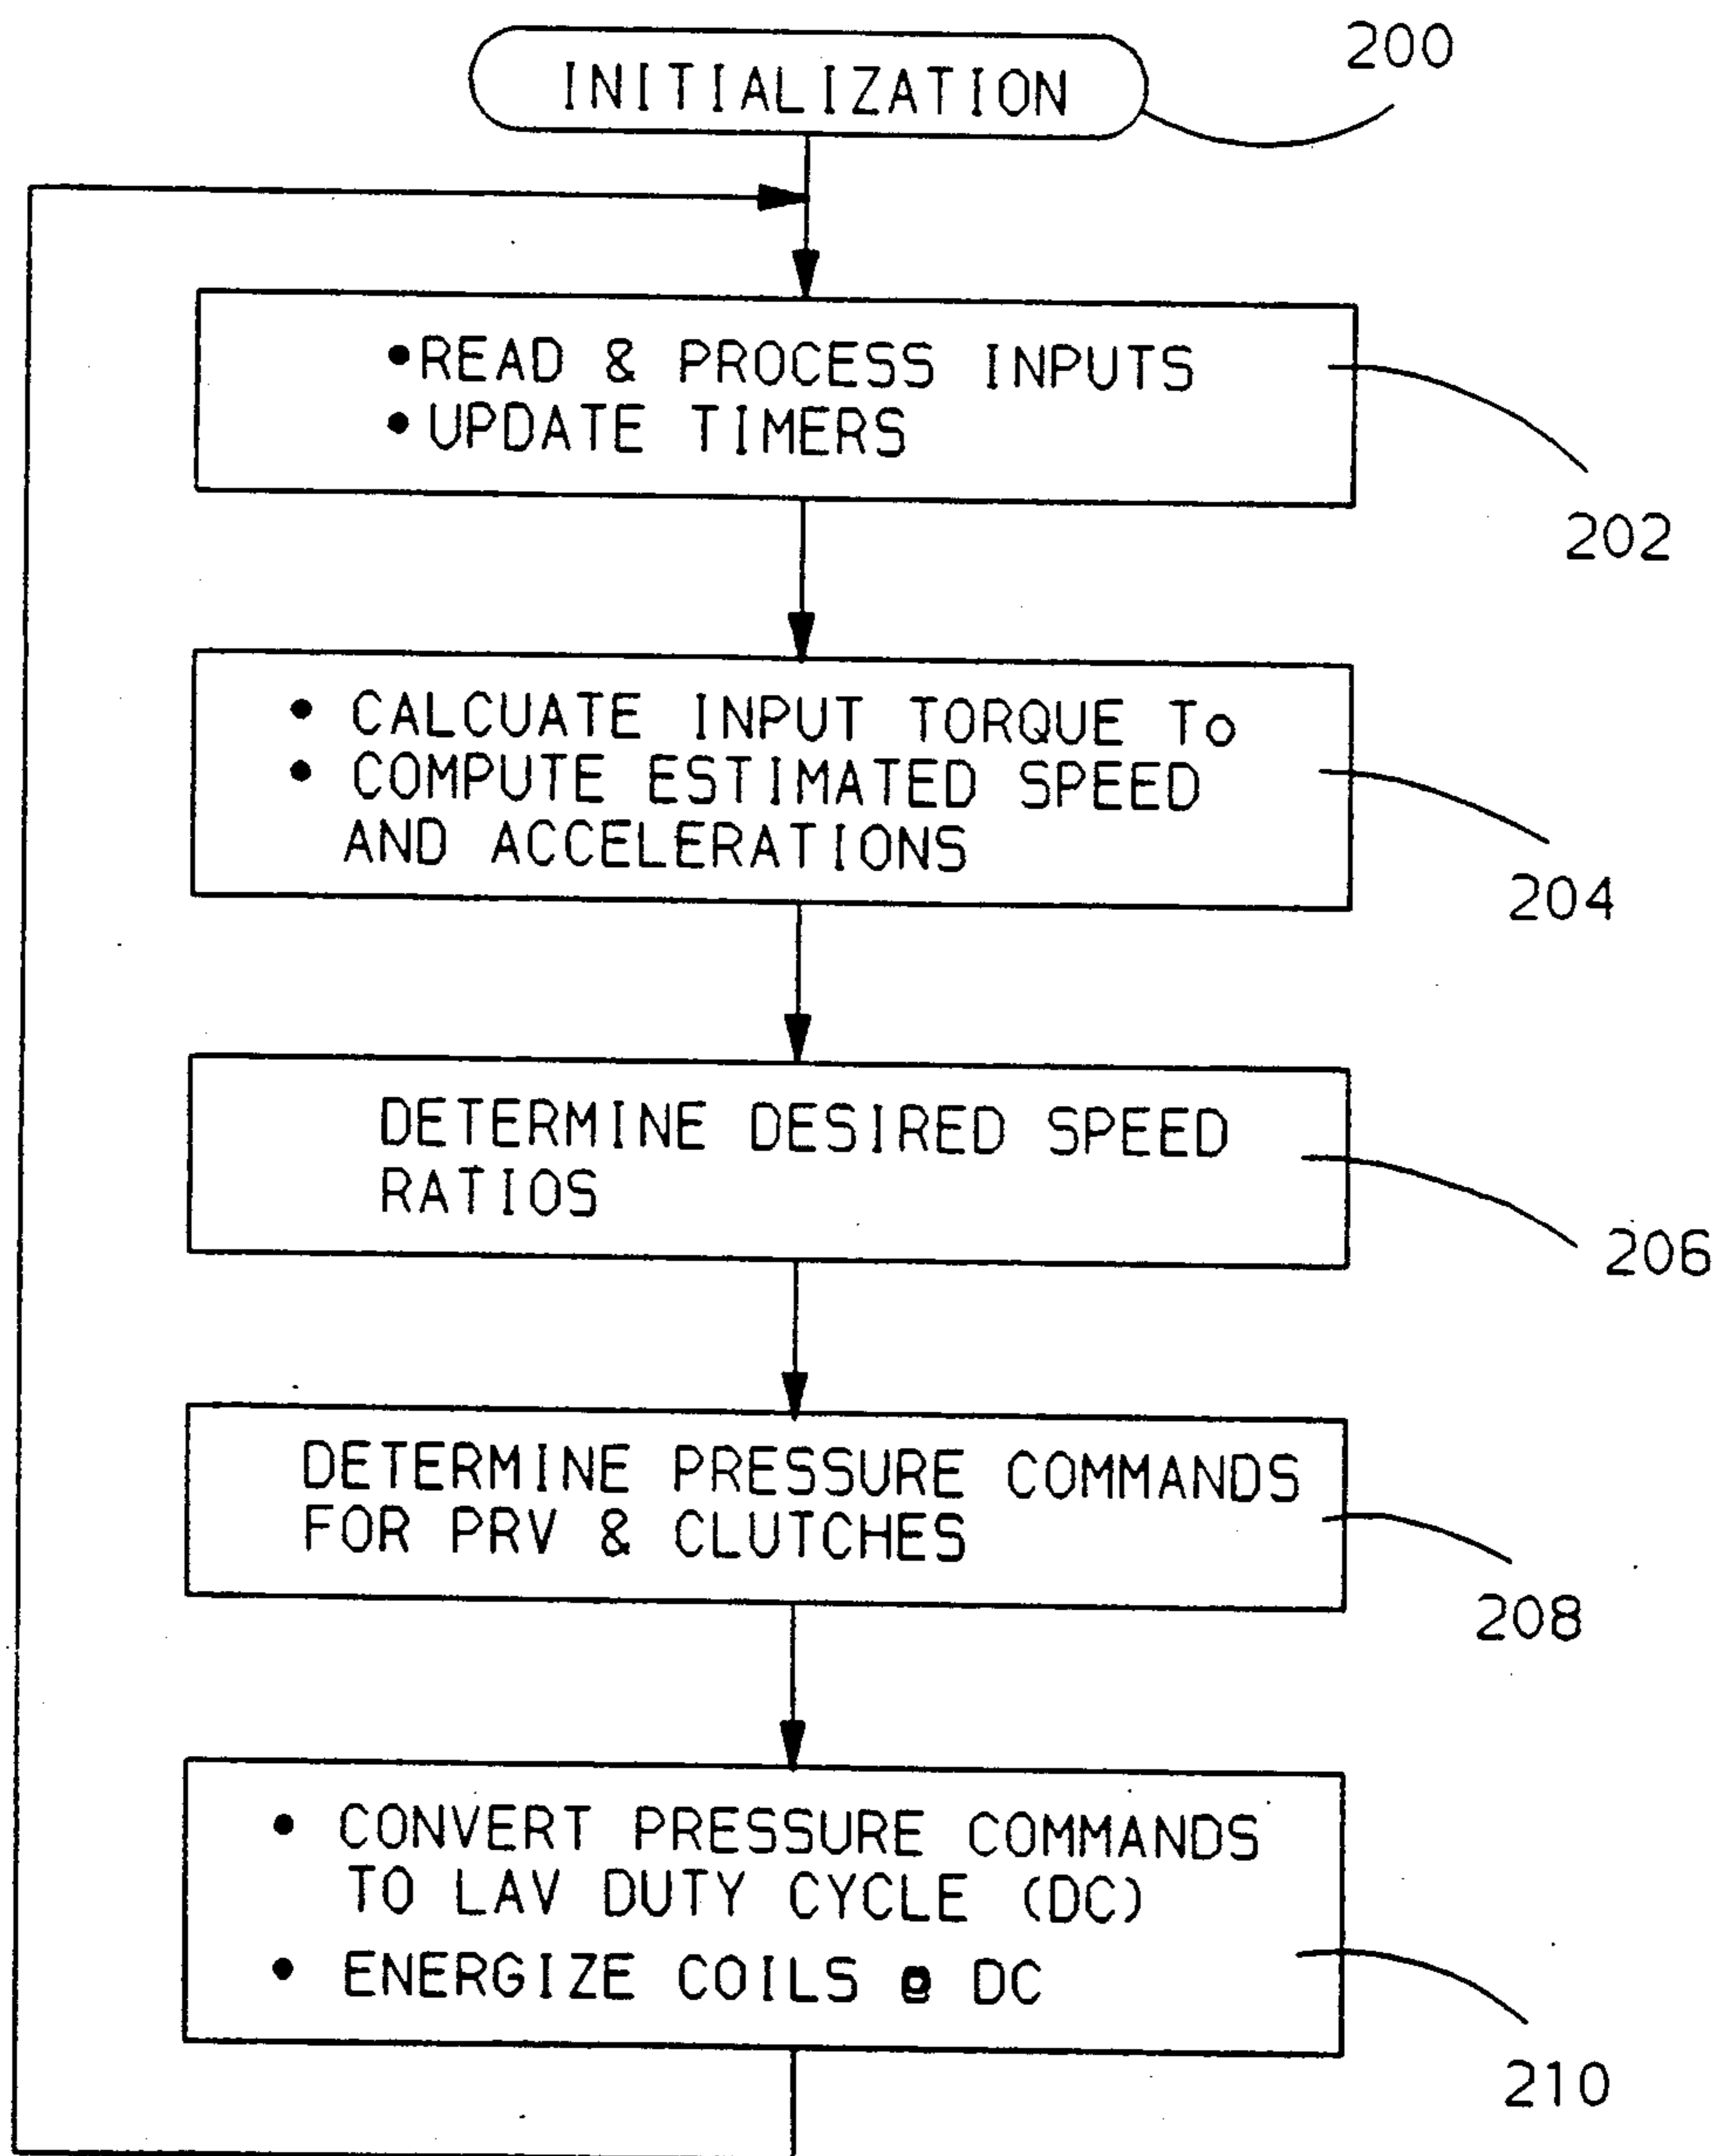 200
INITIALIZATION
•READ & PROCESS INPUTS
•UPDATE TIMERS
202
• CALCUATE INPUT TORQUE To
• COMPUTE ESTIMATED SPEED
AND ACCELERATIONS
204
DETERMINE DESIRED SPEED
RATIOS
206
DETERMINE PRESSURE COMMANDS
FOR PRV & CLUTCHES
208
• CONVERT PRESSURE COMMANDS
TO LAV DUTY CYCLE (DC)
• ENERGIZE COILS @ DC
210